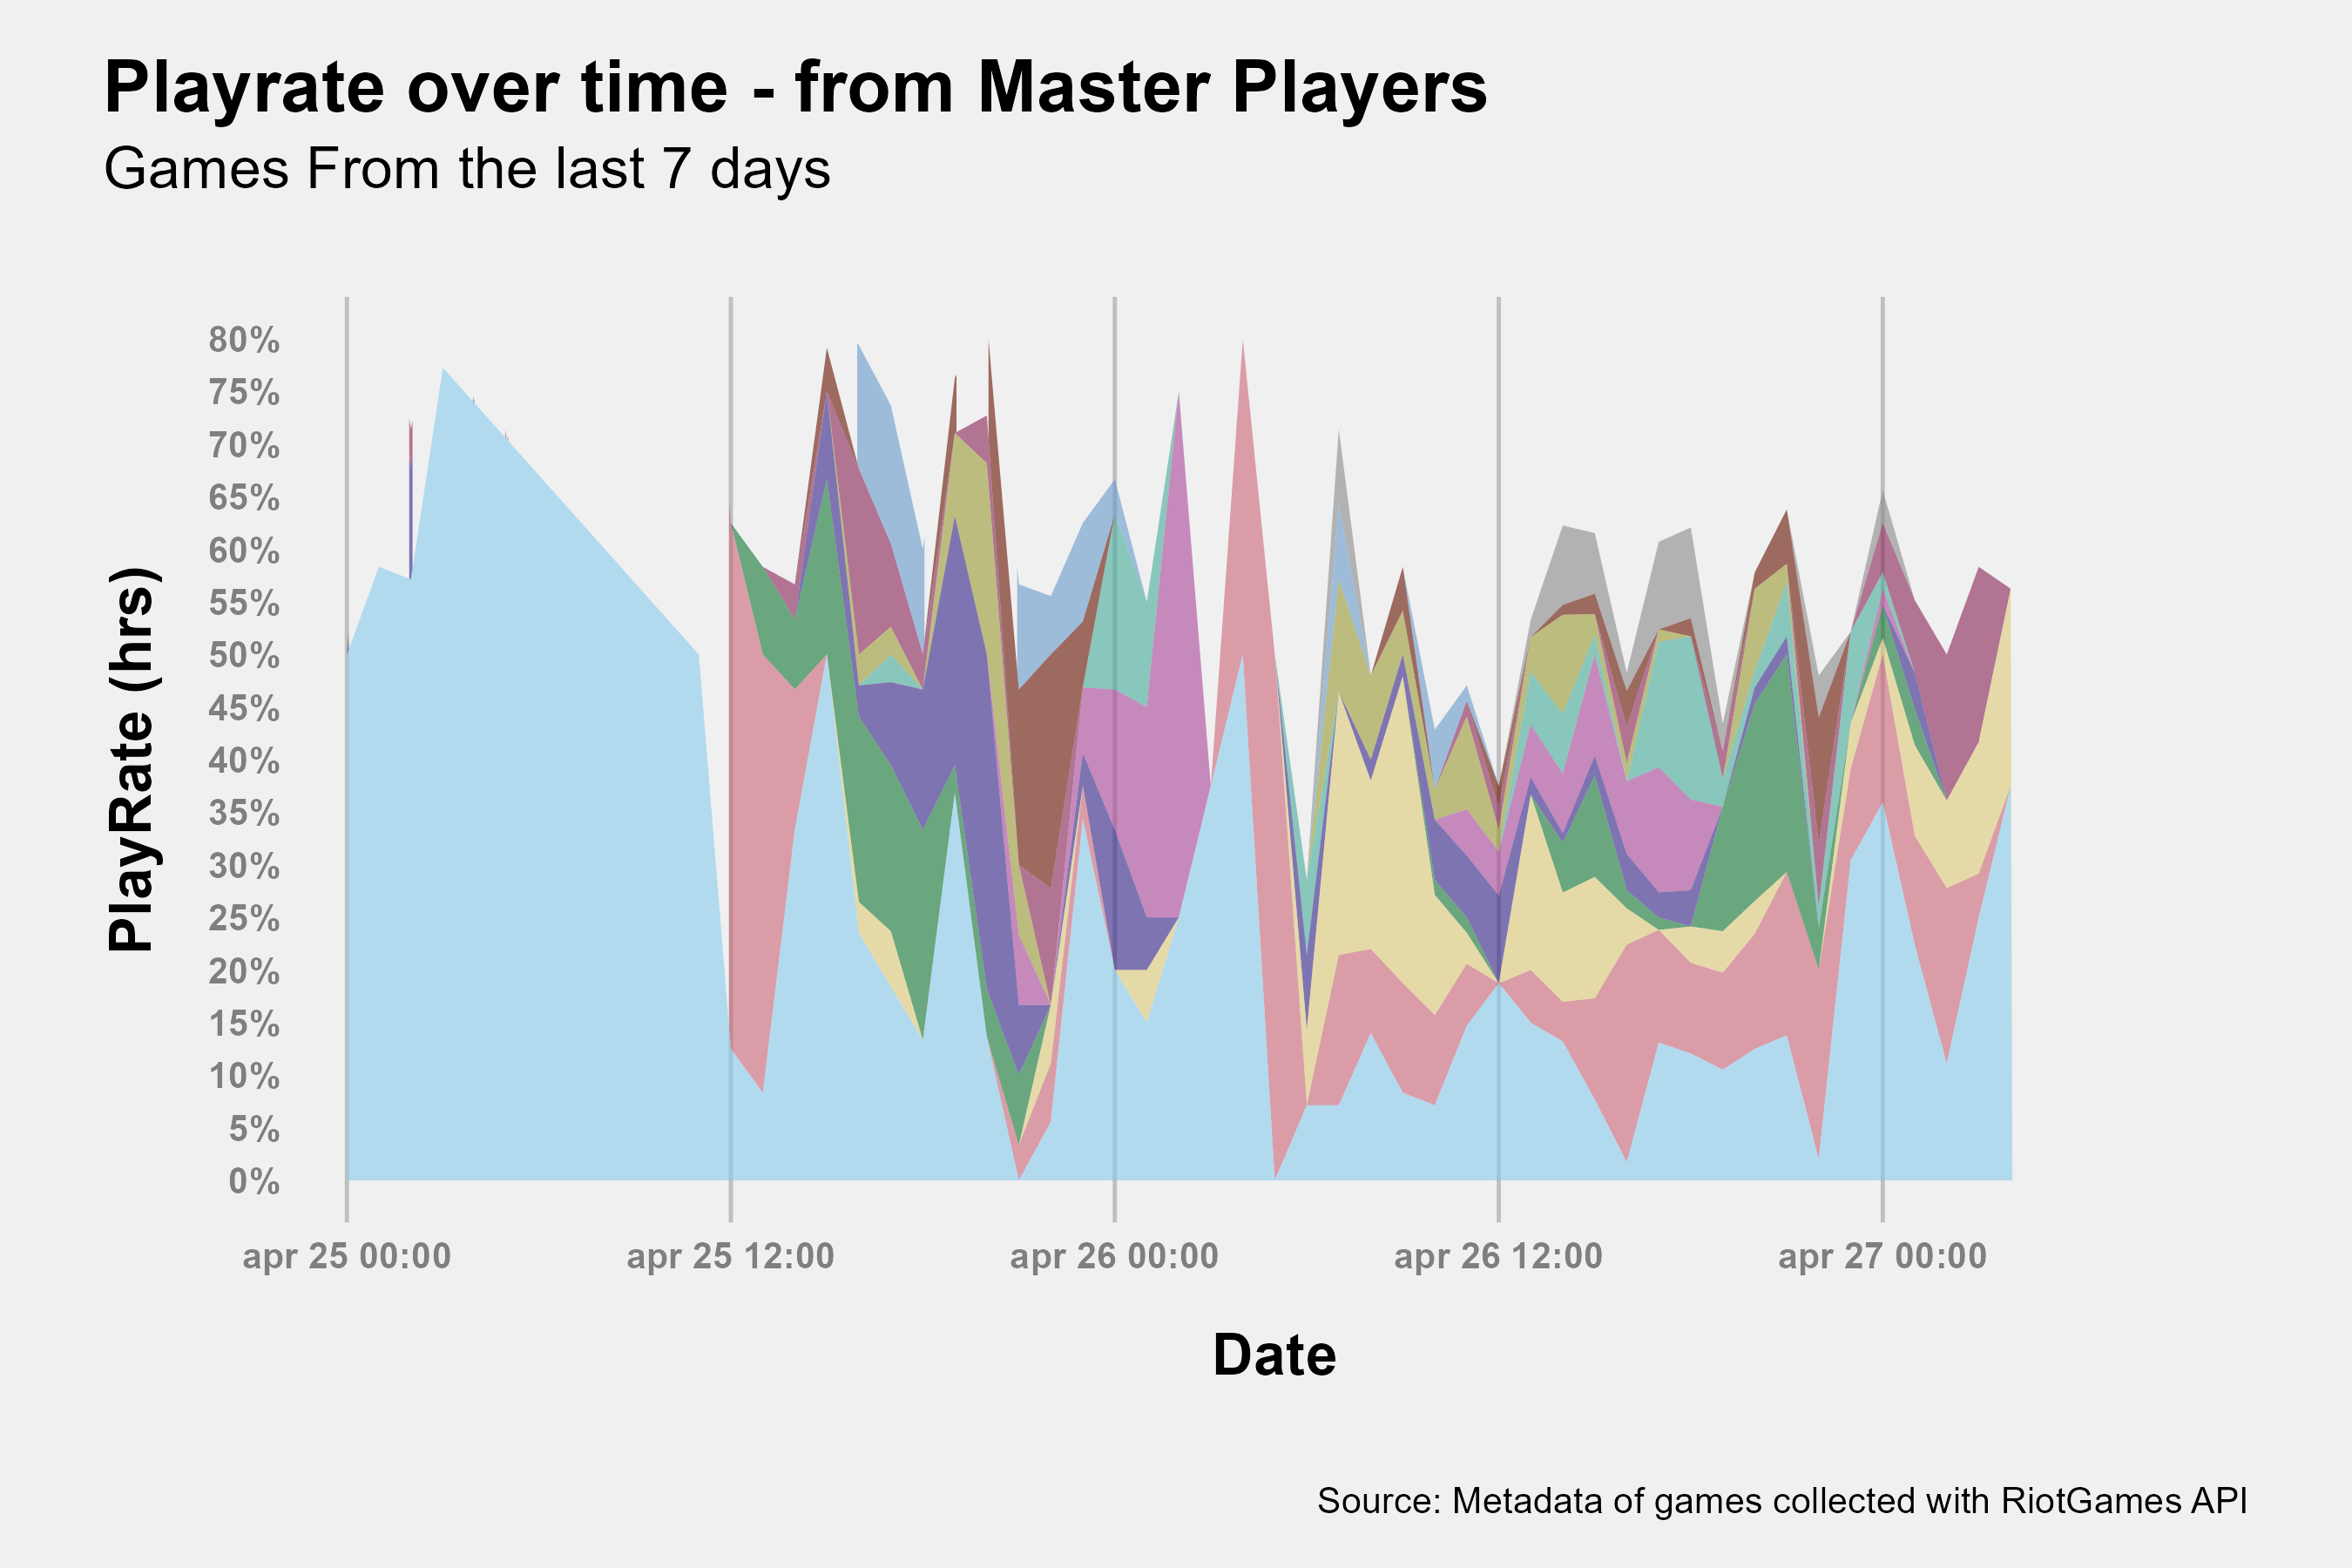 Playrate over time - from Master Players
Games From the last 7 days
PlayRate (hrs)
80%
75%
70%
65%
60%
55%
50%
45%
40%
35%
30%
25%
20%
15%
10%
5%
0%
apr 25 00:00
apr 25 12:00
apr 26 00:00
apr 26 12:00
apr 27 00:00
Date
Source: Metadata of games collected with RiotGames API